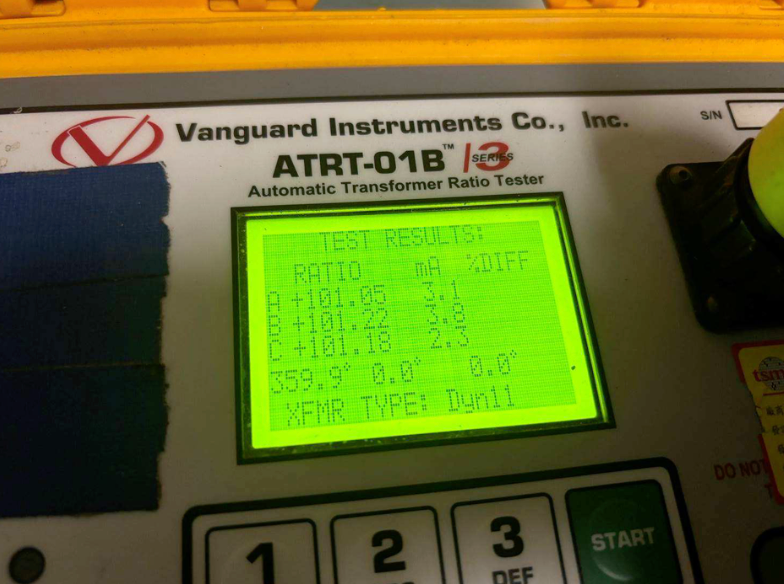 Vanguard Instruments Co., Inc.
S/N
ATRT-01B™ /3 SERIES
Automatic Transformer Ratio Tester
TEST RESULTS:
RATIO mA %DIFF
A +101.05 3.1
B +101.22 3.8
C +101.18 2.3
359.9° 0.0° 0.0°
XFMR TYPE: Dyn11
DO NO
1 2 3 START
DEF